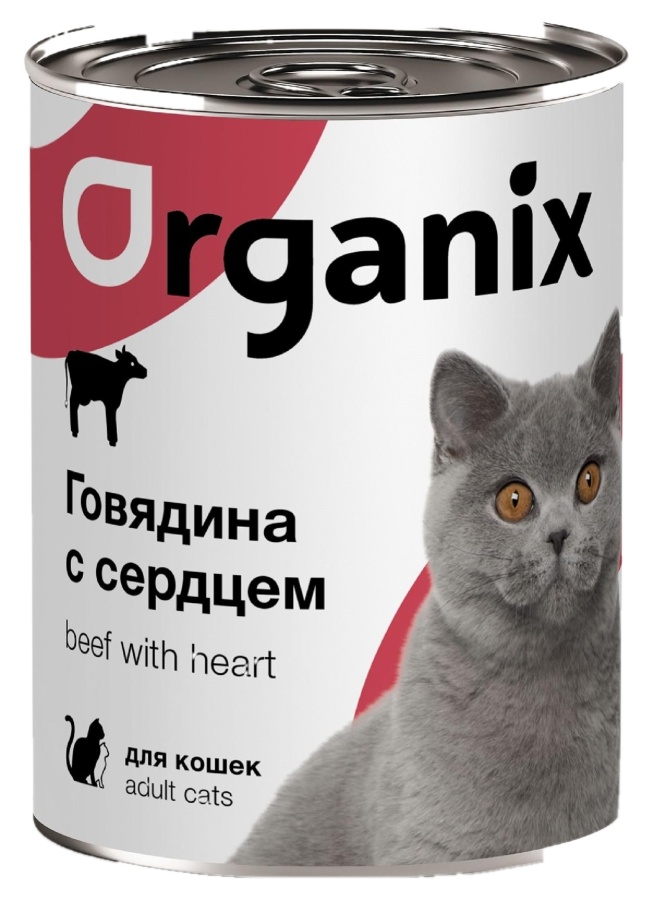 Organix
Говядина
с сердцем
beef with heart
для кошек
adult cats